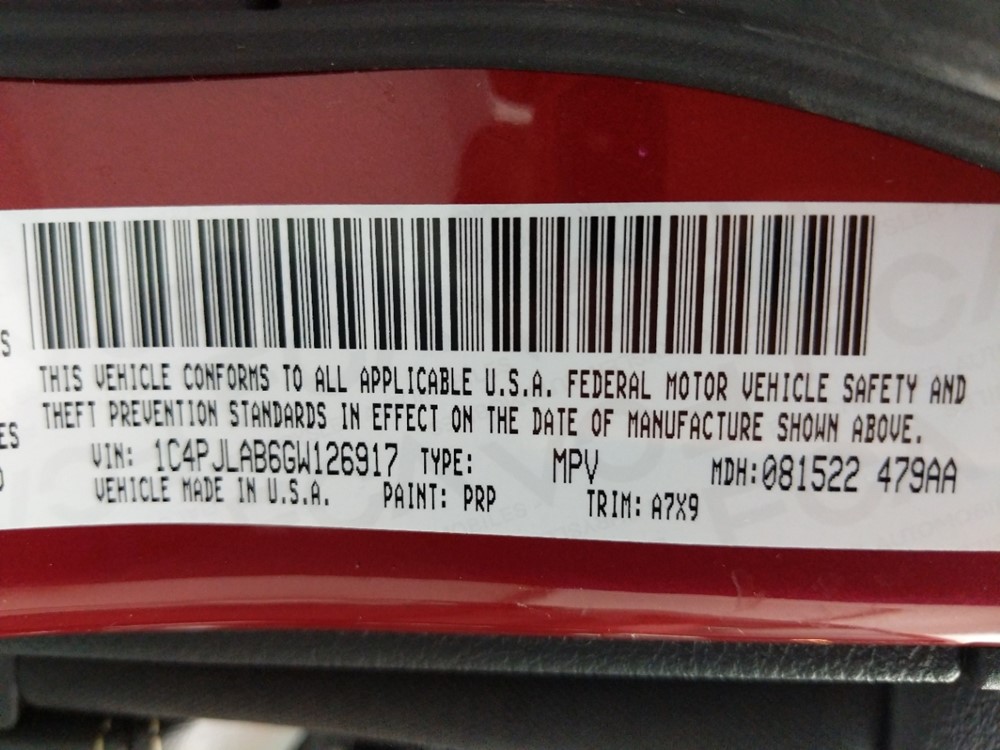 S
THIS VEHICLE CONFORMS TO ALL APPLICABLE U.S.A. FEDERAL MOTOR VEHICLE SAFETY AND
ES THEFT PREVENTION STANDARDS IN EFFECT ON THE DATE OF MANUFACTURE SHOWN ABOVE.
VIN: 1C4PJLAB6GW126917 TYPE: MPV MDH:081522 479AA
VEHICLE MADE IN U.S.A. PAINT: PRP TRIM: A7X9